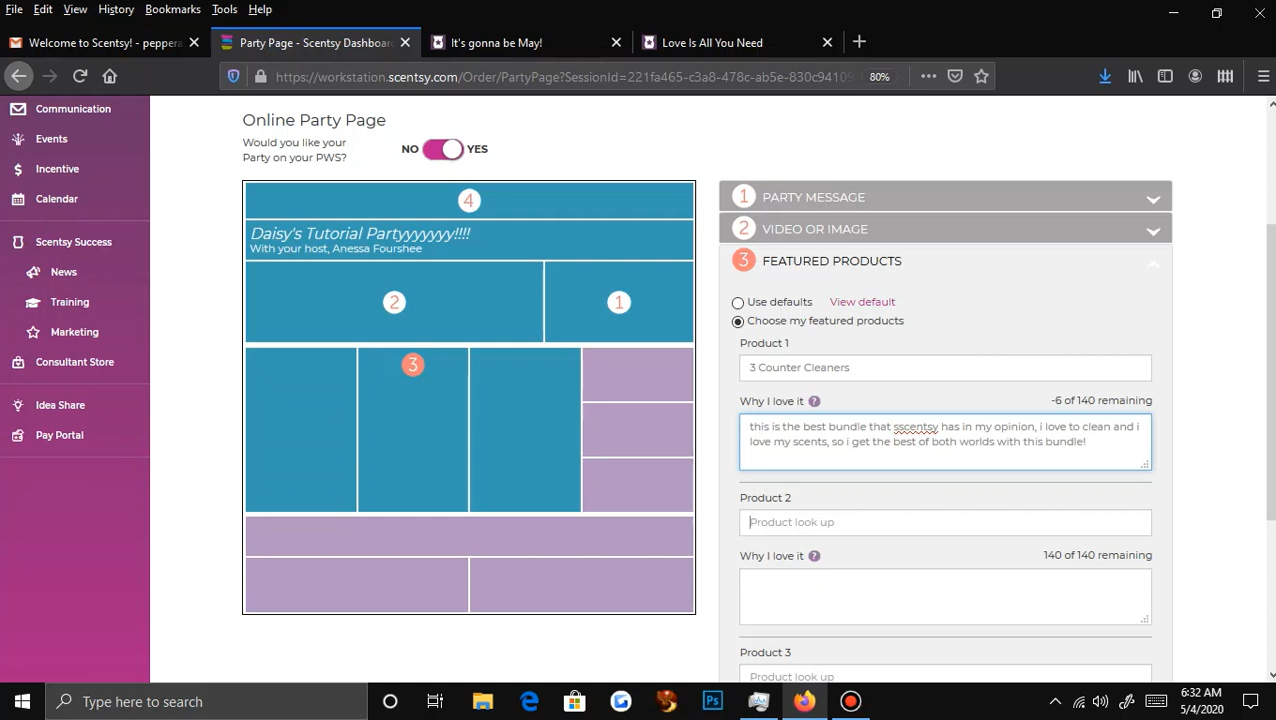 File Edit View History Bookmarks Tools Help
Welcome to Scentsy! - peppera
Party Page - Scentsy Dashboard
It's gonna be May!
Love Is All You Need
https://workstation.scentsy.com/Order/PartyPage?SessionId=221fa465-c3a8-478c-ab5e-830c94109
80%
Communication
Events
Incentive
Calendar
Scentsy Success
News
Training
Marketing
Consultant Store
Idea Share
Pay Portal
Online Party Page
Would you like your
Party on your PWS?
NO YES
4
Daisy's Tutorial Partyyyyyyy!!!!
With your host, Anessa Fourshee
2
1
3
1 PARTY MESSAGE
2 VIDEO OR IMAGE
3 FEATURED PRODUCTS
Use defaults View default
Choose my featured products
Product 1
3 Counter Cleaners
Why I love it ? -6 of 140 remaining
this is the best bundle that sscentsy has in my opinion, i love to clean and i
love my scents, so i get the best of both worlds with this bundle!
Product 2
Product look up
Why I love it ? 140 of 140 remaining
Product 3
Product look up
Type here to search
Ps
6:32 AM
5/4/2020